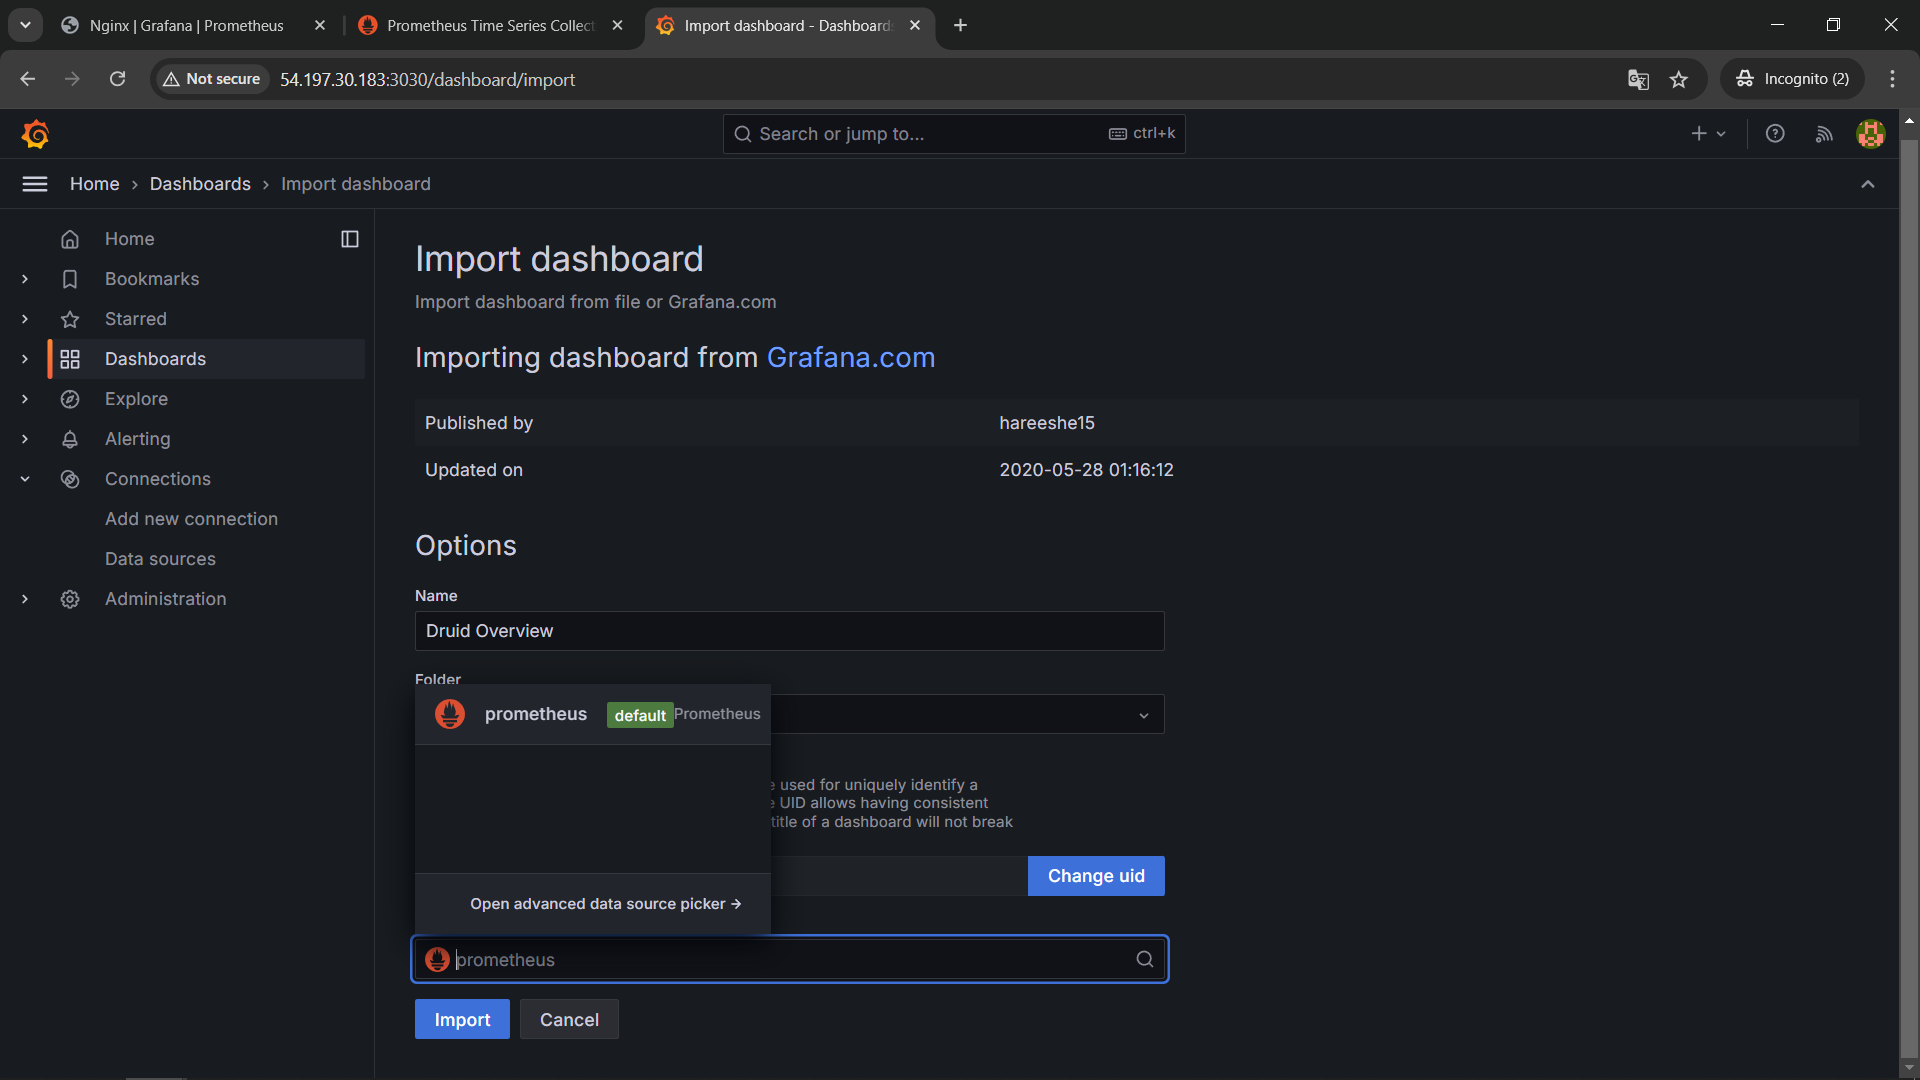 Nginx | Grafana | Prometheus
Prometheus Time Series Collect
Import dashboard - Dashboard
Not secure
54.197.30.183:3030/dashboard/import
Incognito (2)
Search or jump to...
ctrl+k
Home
Dashboards
Import dashboard
Home
Bookmarks
Starred
Dashboards
Explore
Alerting
Connections
Add new connection
Data sources
Administration
Import dashboard
Import dashboard from file or Grafana.com
Importing dashboard from Grafana.com
Published by
hareeshe15
Updated on
2020-05-28 01:16:12
Options
Name
Druid Overview
Folder
prometheus
default
Prometheus
used for uniquely identify a
UID allows having consistent
title of a dashboard will not break
Change uid
Open advanced data source picker →
prometheus
Import
Cancel